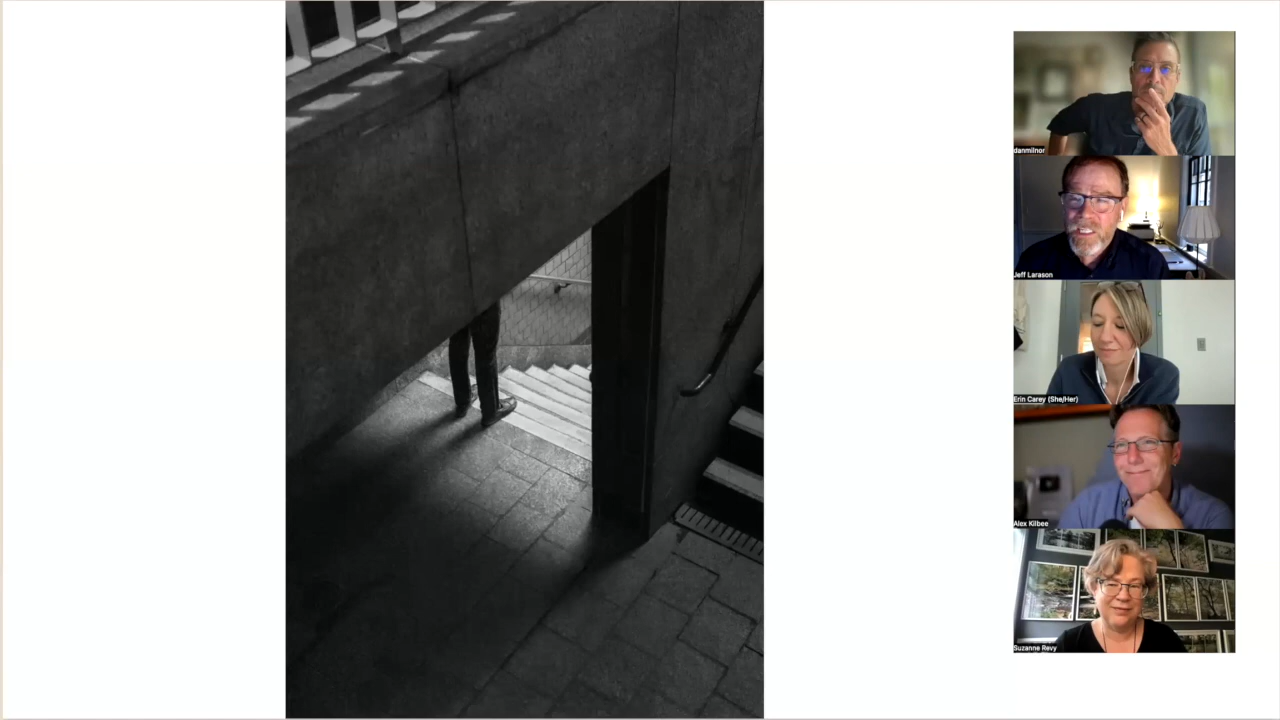 danmilnor
Jeff Larason
Erin Carey (She/Her)
Alex Kilbee
Suzanne Revy